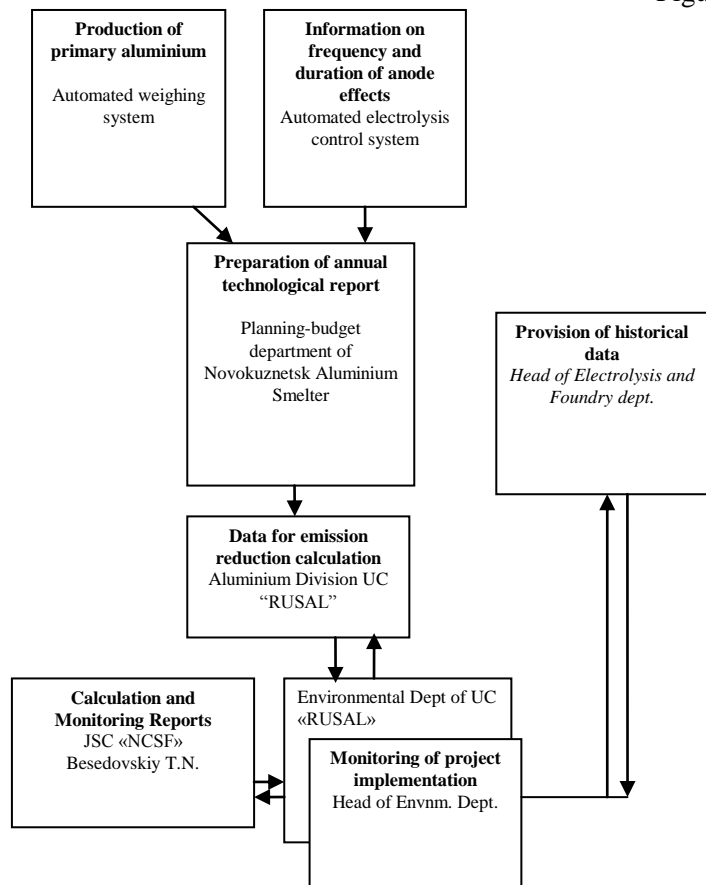 Figu
Production of
primary aluminium
Automated weighing
system
Information on
frequency and
duration of anode
effects
Automated electrolysis
control system
Preparation of annual
technological report
Planning-budget
department of
Novokuznetsk Aluminium
Smelter
Provision of historical
data
Head of Electrolysis and
Foundry dept.
Data for emission
reduction calculation
Aluminium Division UC
“RUSAL”
Calculation and
Monitoring Reports
JSC «NCSF»
Besedovskiy T.N.
Environmental Dept of UC
«RUSAL»
Monitoring of project
implementation
Head of Envnm. Dept.